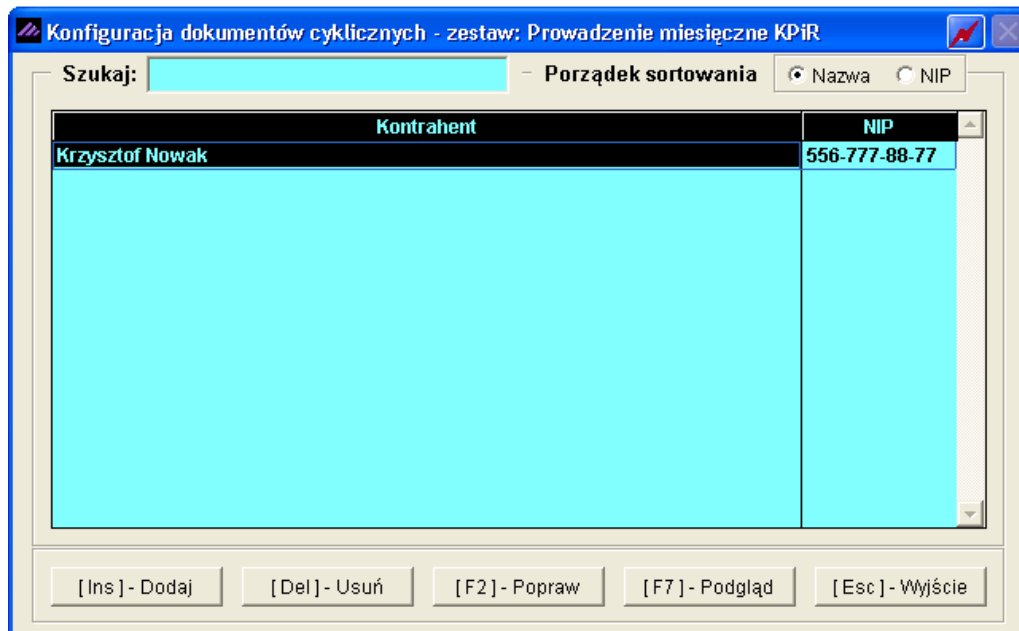 Konfiguracja dokumentów cyklicznych - zestaw: Prowadzenie miesięczne KPiR
Szukaj: Porządek sortowania Nazwa NIP
Kontrahent NIP
Krzysztof Nowak 556-777-88-77
[Ins] - Dodaj [Del] - Usuń [F2] - Popraw [F7] - Podgląd [Esc] - Wyjście